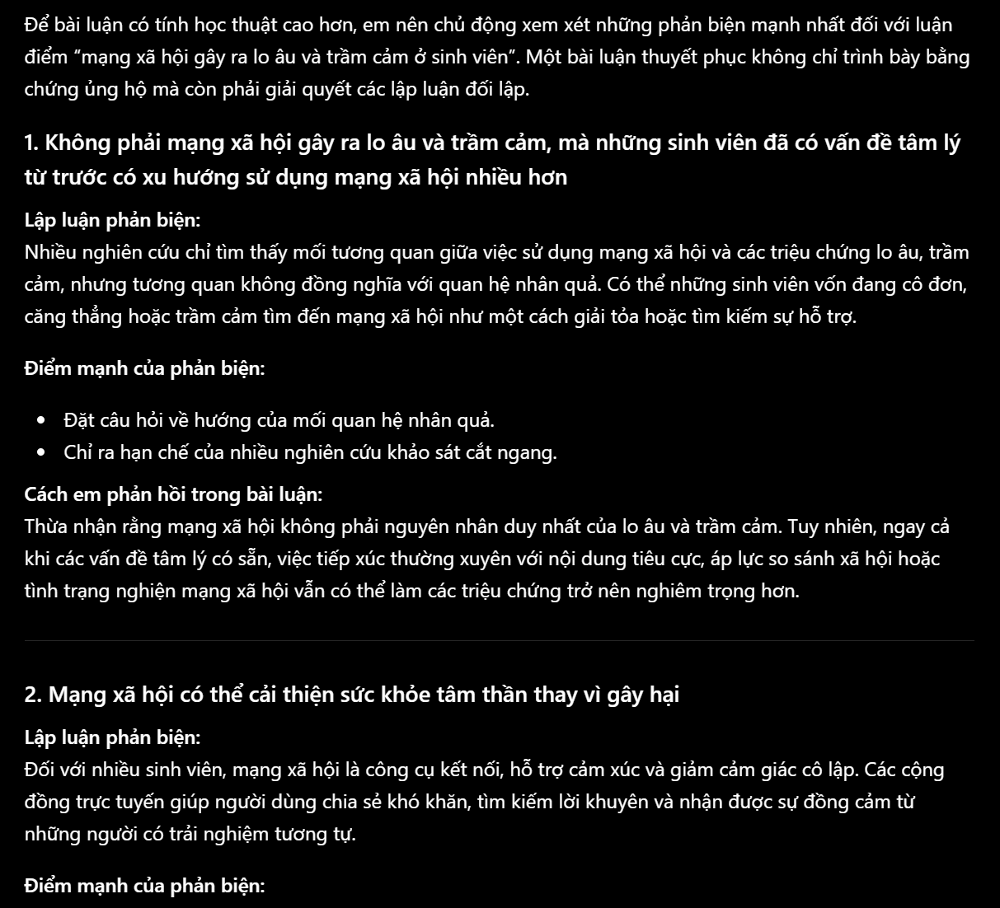 Để bài luận có tính học thuật cao hơn, em nên chủ động xem xét những phản biện mạnh nhất đối với luận
điểm “mạng xã hội gây ra lo âu và trầm cảm ở sinh viên”. Một bài luận thuyết phục không chỉ trình bày bằng
chứng ủng hộ mà còn phải giải quyết các lập luận đối lập.
1. Không phải mạng xã hội gây ra lo âu và trầm cảm, mà những sinh viên đã có vấn đề tâm lý
từ trước có xu hướng sử dụng mạng xã hội nhiều hơn
Lập luận phản biện:
Nhiều nghiên cứu chỉ tìm thấy mối tương quan giữa việc sử dụng mạng xã hội và các triệu chứng lo âu, trầm
cảm, nhưng tương quan không đồng nghĩa với quan hệ nhân quả. Có thể những sinh viên vốn đang cô đơn,
căng thẳng hoặc trầm cảm tìm đến mạng xã hội như một cách giải tỏa hoặc tìm kiếm sự hỗ trợ.
Điểm mạnh của phản biện:
• Đặt câu hỏi về hướng của mối quan hệ nhân quả.
• Chỉ ra hạn chế của nhiều nghiên cứu khảo sát cắt ngang.
Cách em phản hồi trong bài luận:
Thừa nhận rằng mạng xã hội không phải nguyên nhân duy nhất của lo âu và trầm cảm. Tuy nhiên, ngay cả
khi các vấn đề tâm lý có sẵn, việc tiếp xúc thường xuyên với nội dung tiêu cực, áp lực so sánh xã hội hoặc
tình trạng nghiện mạng xã hội vẫn có thể làm các triệu chứng trở nên nghiêm trọng hơn.
2. Mạng xã hội có thể cải thiện sức khỏe tâm thần thay vì gây hại
Lập luận phản biện:
Đối với nhiều sinh viên, mạng xã hội là công cụ kết nối, hỗ trợ cảm xúc và giảm cảm giác cô lập. Các cộng
đồng trực tuyến giúp người dùng chia sẻ khó khăn, tìm kiếm lời khuyên và nhận được sự đồng cảm từ
những người có trải nghiệm tương tự.
Điểm mạnh của phản biện: